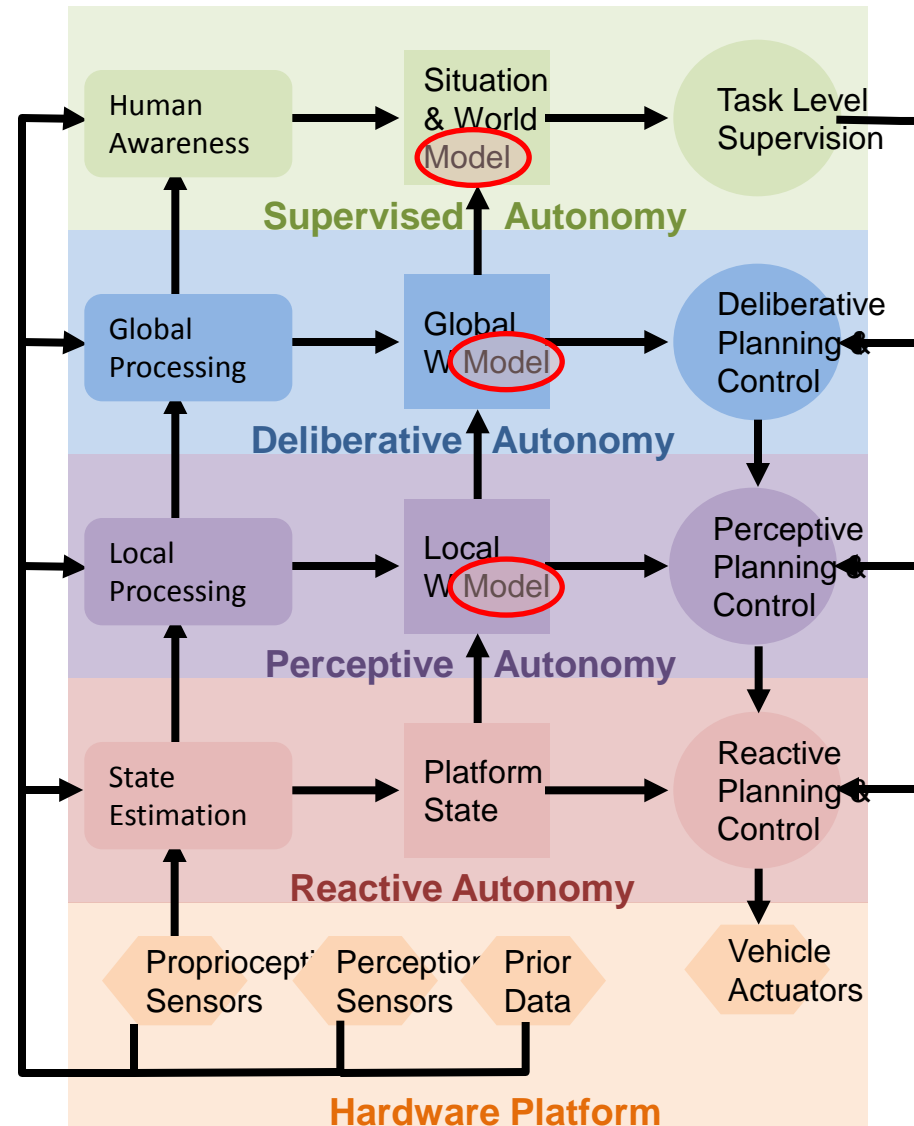 Human
Awareness
Situation
& World
Model
Task Level
Supervision
Supervised Autonomy
Global
Processing
Global
W Model
Deliberative
Planning &
Control
Deliberative Autonomy
Local
Processing
Local
W Model
Perceptive
Planning &
Control
Perceptive Autonomy
State
Estimation
Platform
State
Reactive
Planning &
Control
Reactive Autonomy
Propriocepti
Sensors
Perception
Sensors
Prior
Data
Vehicle
Actuators
Hardware Platform